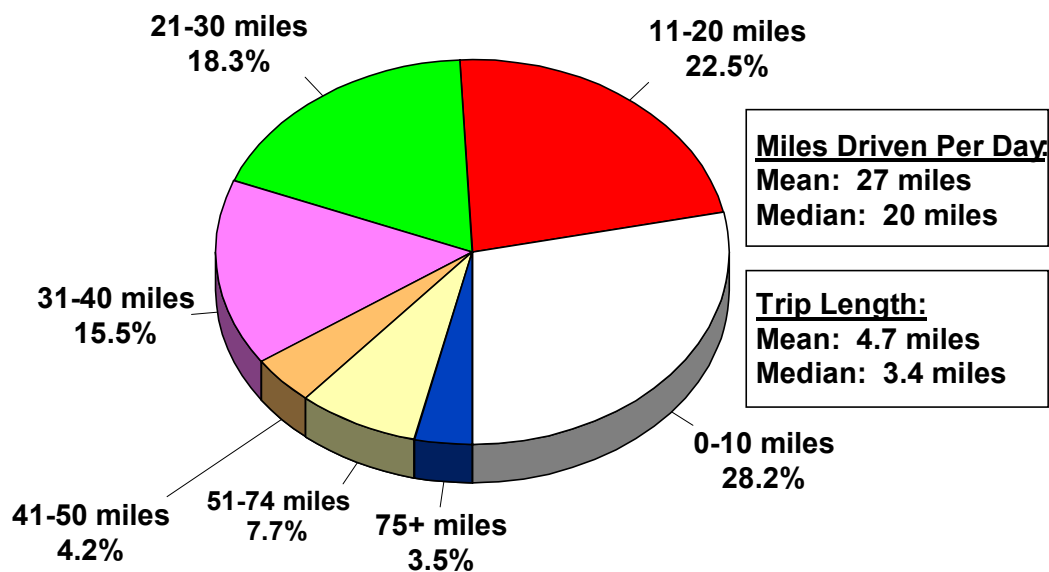 21-30 miles
18.3%
11-20 miles
22.5%
Miles Driven Per Day:
Mean: 27 miles
Median: 20 miles
31-40 miles
15.5%
Trip Length:
Mean: 4.7 miles
Median: 3.4 miles
0-10 miles
28.2%
41-50 miles
4.2%
51-74 miles
7.7%
75+ miles
3.5%